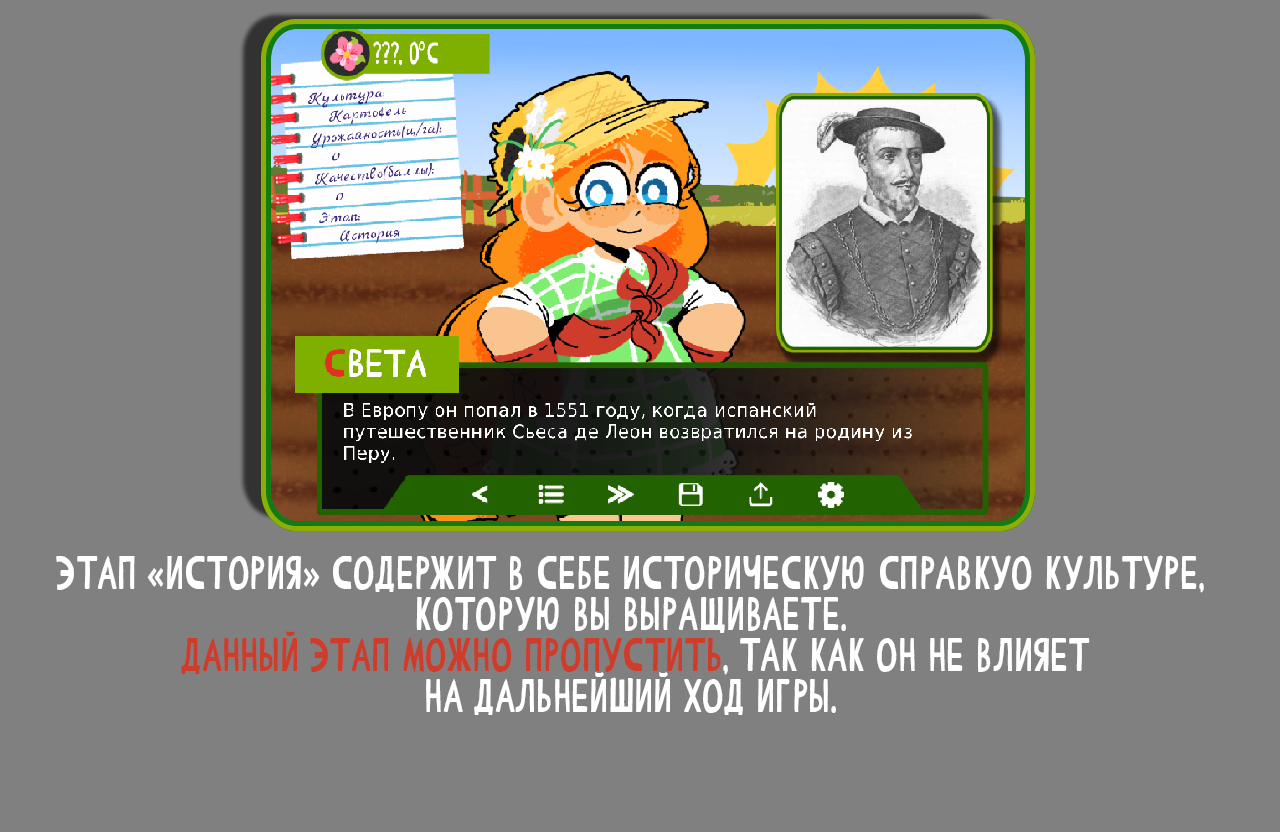 ???, 0°C
Культура:
Картофель
Урожайность(ц/га):
0
Качество(баллы):
0
Этап:
История
СВЕТА
В Европу он попал в 1551 году, когда испанский
путешественник Сьеса де Леон возвратился на родину из
Перу.
ЭТАП «ИСТОРИЯ» СОДЕРЖИТ В СЕБЕ ИСТОРИЧЕСКУЮ СПРАВКУО КУЛЬТУРЕ,
КОТОРУЮ ВЫ ВЫРАЩИВАЕТЕ.
ДАННЫЙ ЭТАП МОЖНО ПРОПУСТИТЬ, ТАК КАК ОН НЕ ВЛИЯЕТ
НА ДАЛЬНЕЙШИЙ ХОД ИГРЫ.